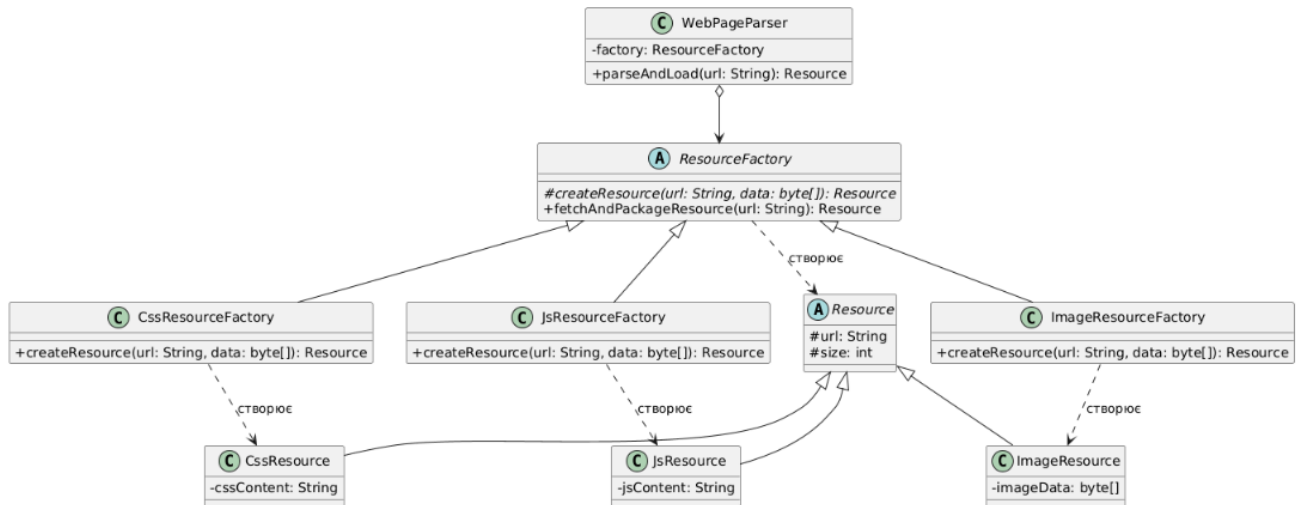 C WebPageParser
-factory: ResourceFactory
+parseAndLoad(url: String): Resource
A ResourceFactory
#createResource(url: String, data: byte[]): Resource
+fetchAndPackageResource(url: String): Resource
створює
C CssResourceFactory
+createResource(url: String, data: byte[]): Resource
C JsResourceFactory
+createResource(url: String, data: byte[]): Resource
A Resource
#url: String
#size: int
C ImageResourceFactory
+createResource(url: String, data: byte[]): Resource
створює
створює
створює
C CssResource
-cssContent: String
C JsResource
-jsContent: String
C ImageResource
-imageData: byte[]